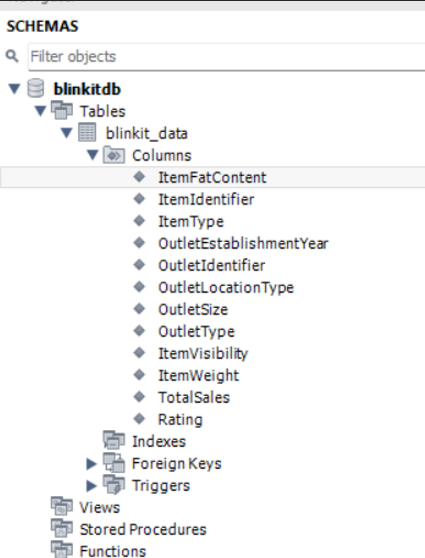 SCHEMAS
Filter objects
blinkitdb
Tables
blinkit_data
Columns
ItemFatContent
ItemIdentifier
ItemType
OutletEstablishmentYear
OutletIdentifier
OutletLocationType
OutletSize
OutletType
ItemVisibility
ItemWeight
TotalSales
Rating
Indexes
Foreign Keys
Triggers
Views
Stored Procedures
Functions